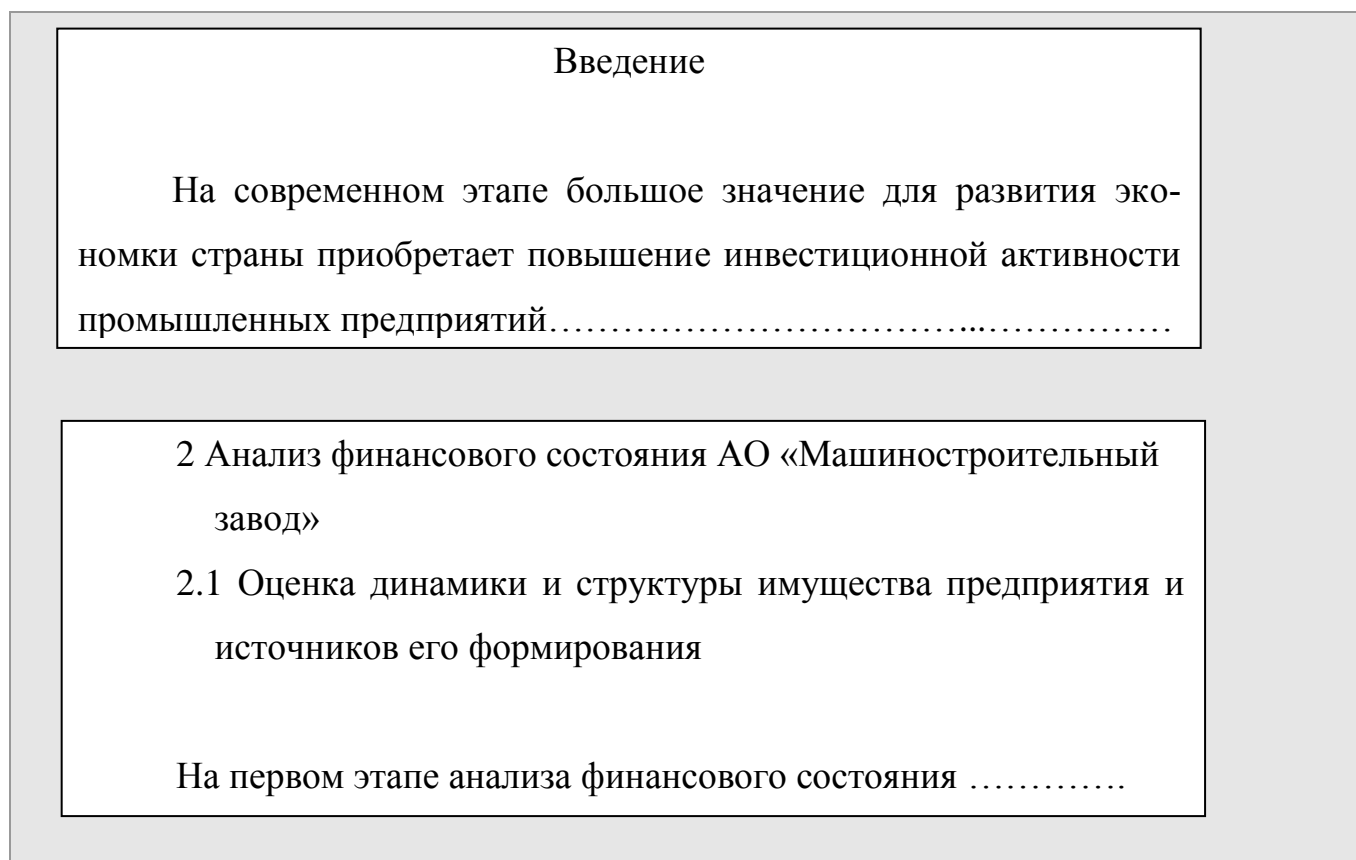 Введение
На современном этапе большое значение для развития эко-
номки страны приобретает повышение инвестиционной активности
промышленных предприятий……………………………...……………
2 Анализ финансового состояния АО «Машиностроительный
завод»
2.1 Оценка динамики и структуры имущества предприятия и
источников его формирования
На первом этапе анализа финансового состояния ………….